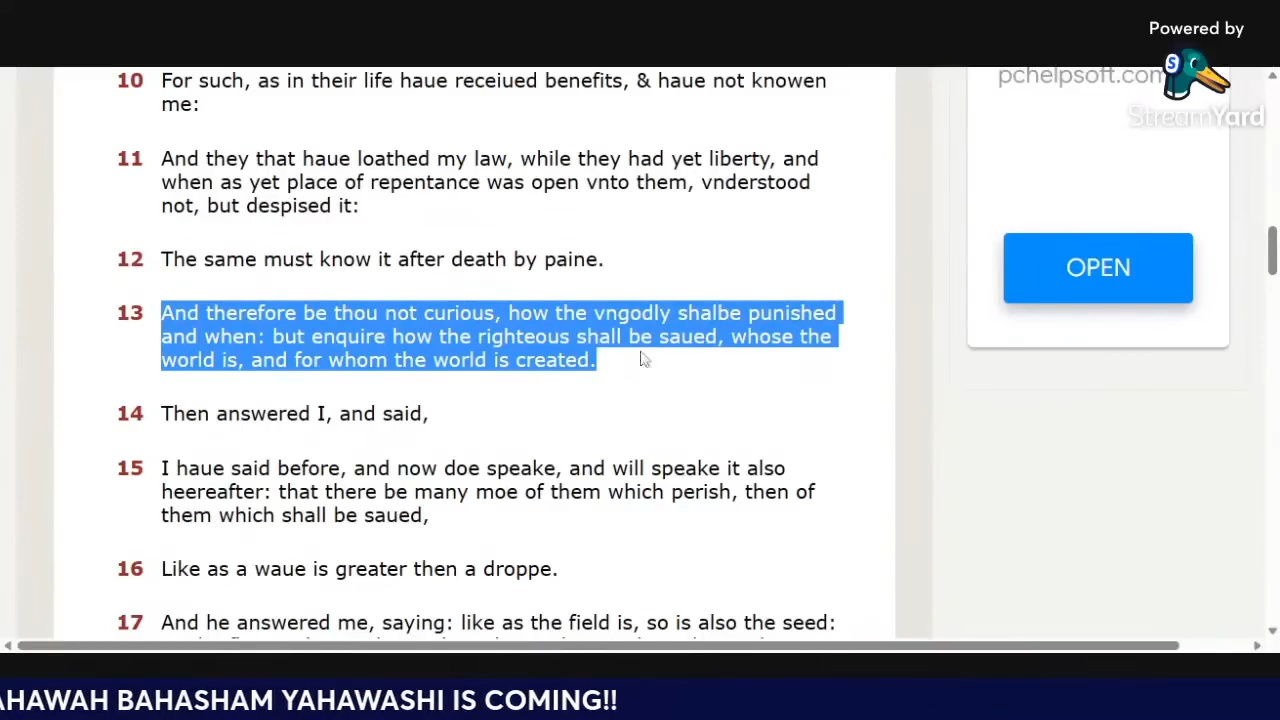 Powered by
pchelpsoft.com
StreamYard
10 For such, as in their life haue receiued benefits, & haue not knowen
me:
11 And they that haue loathed my law, while they had yet liberty, and
when as yet place of repentance was open vnto them, vnderstood
not, but despised it:
12 The same must know it after death by paine.
OPEN
13 And therefore be thou not curious, how the vngodly shalbe punished
and when: but enquire how the righteous shall be saued, whose the
world is, and for whom the world is created.
14 Then answered I, and said,
15 I haue said before, and now doe speake, and will speake it also
heereafter: that there be many moe of them which perish, then of
them which shall be saued,
16 Like as a waue is greater then a droppe.
17 And he answered me, saying: like as the field is, so is also the seed:
AHAWAH BAHASHAM YAHAWASHI IS COMING!!